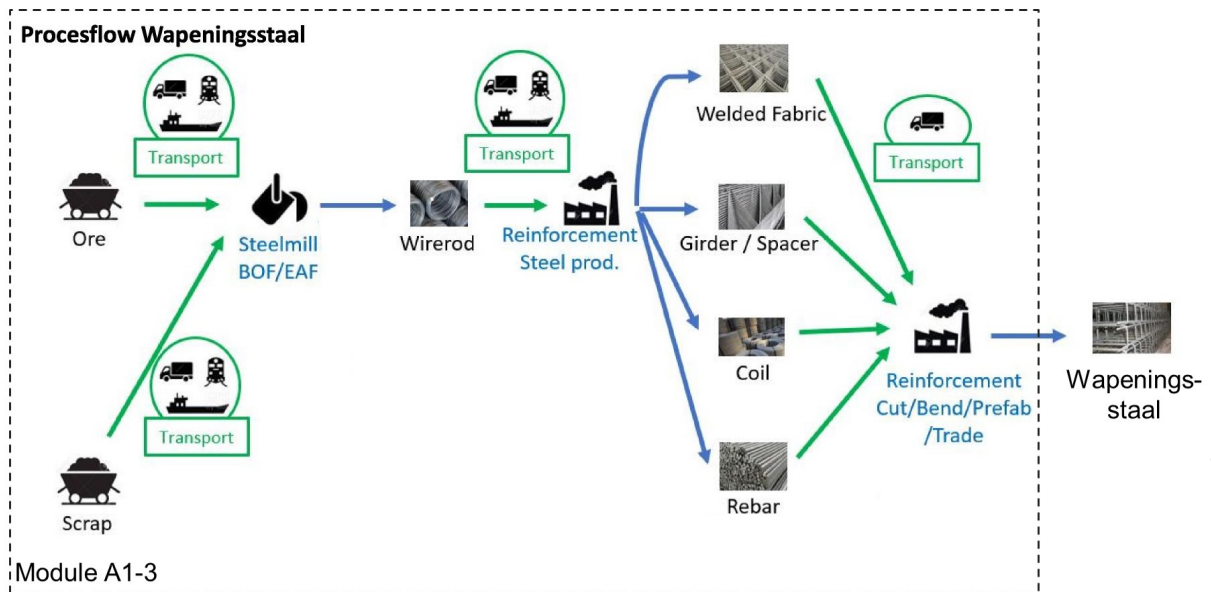 Procesflow Wapeningsstaal
Transport
Transport
Welded Fabric
Transport
Ore
Steelmill
BOF/EAF
Wirerod
Reinforcement
Steel prod.
Girder / Spacer
Transport
Coil
Reinforcement
Cut/Bend/Prefab
/Trade
Wapenings-
staal
Scrap
Rebar
Module A1-3